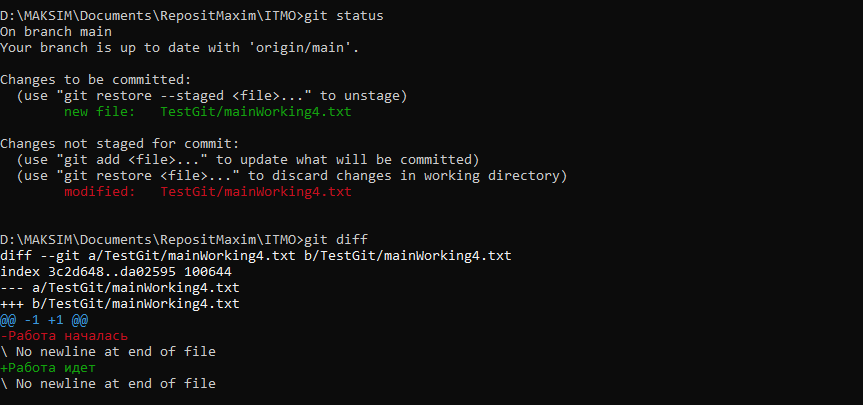 D:\MAKSIM\Documents\RepositMaxim\ITMO>git status
On branch main
Your branch is up to date with 'origin/main'.
Changes to be committed:
(use "git restore --staged <file>..." to unstage)
new file:   TestGit/mainWorking4.txt
Changes not staged for commit:
(use "git add <file>..." to update what will be committed)
(use "git restore <file>..." to discard changes in working directory)
modified:   TestGit/mainWorking4.txt
D:\MAKSIM\Documents\RepositMaxim\ITMO>git diff
diff --git a/TestGit/mainWorking4.txt b/TestGit/mainWorking4.txt
index 3c2d648..da02595 100644
--- a/TestGit/mainWorking4.txt
+++ b/TestGit/mainWorking4.txt
@@ -1 +1 @@
-Работа началась
\ No newline at end of file
+Работа идет
\ No newline at end of file